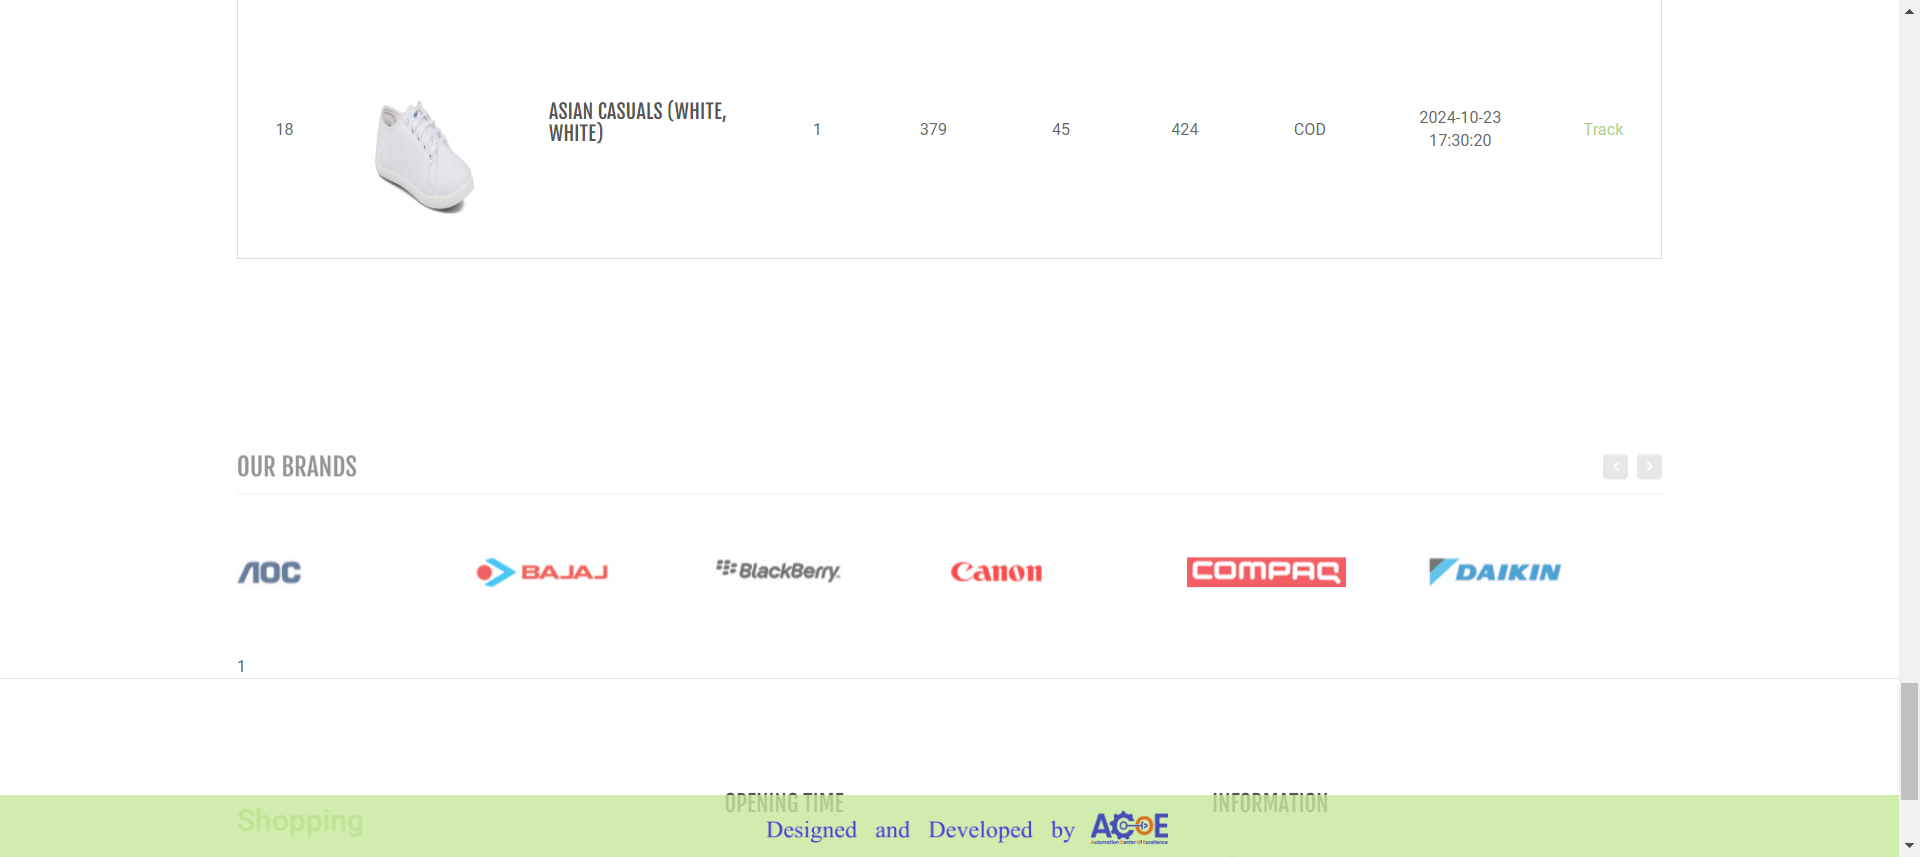 18
ASIAN CASUALS (WHITE,
WHITE)
1
379
45
424
COD
2024-10-23
17:30:20
Track
OUR BRANDS
AOC
BAJAJ
BlackBerry
Canon
COMPAQ
DAIKIN
1
Shopping
OPENING TIME
INFORMATION
Designed and Developed by ACOE
Automation Center Of Excellence